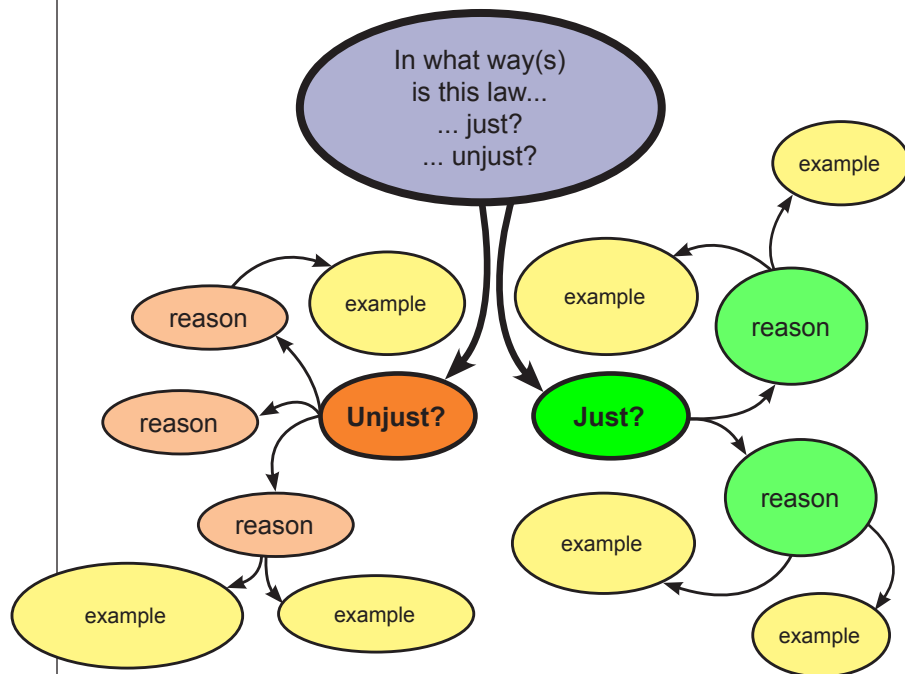 In what way(s)
is this law...
... just?
... unjust?
example
example
example
reason
reason
reason
Unjust?
Just?
reason
reason
example
example
example
example